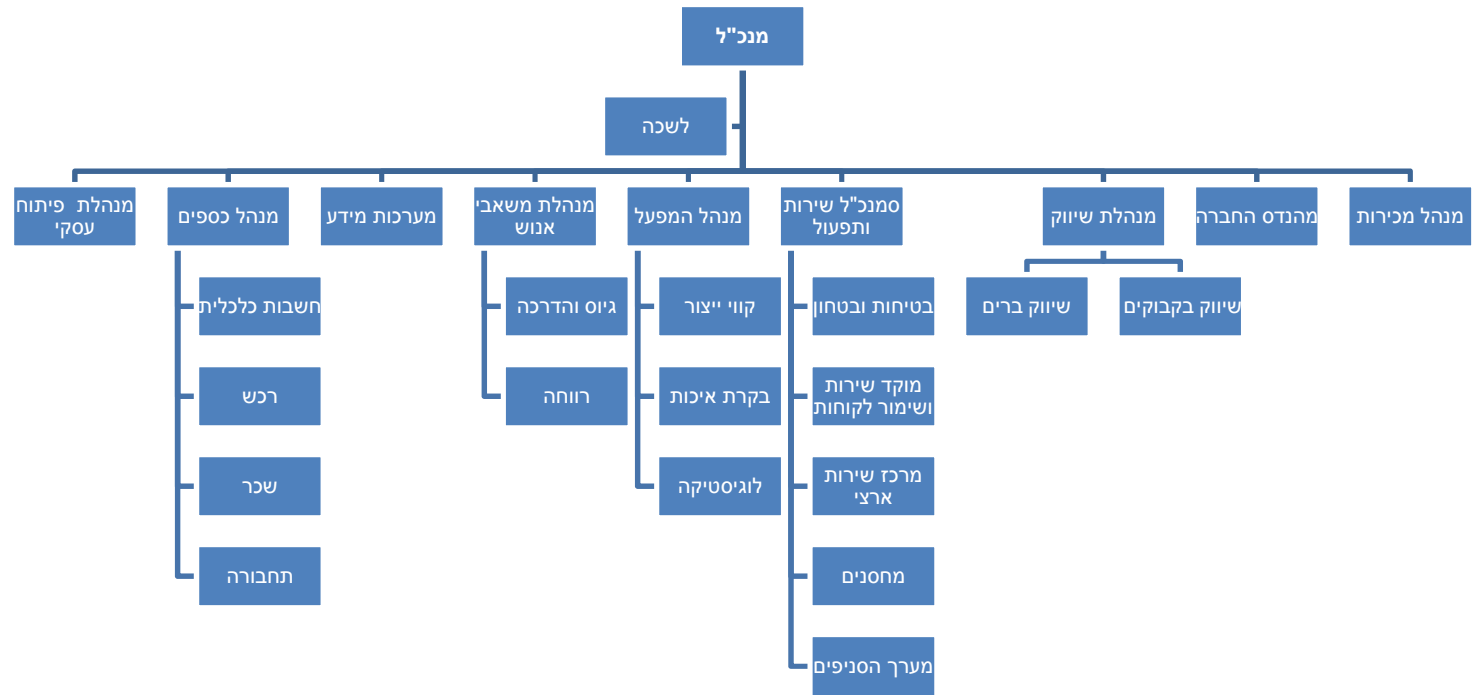 מנכ"ל
לשכה
מנהל מכירות
מהנדס החברה
מנהלת שיווק
סמנכ"ל שירות
ותפעול
מנהל המפעל
מנהלת משאבי
אנוש
מערכות מידע
מנהל כספים
מנהלת פיתוח
עסקי
שיווק בקבוקים
שיווק ברים
בטיחות ובטחון
מוקד שירות
ושימור לקוחות
מרכז שירות
ארצי
מחסנים
מערך הסניפים
קווי ייצור
בקרת איכות
לוגיסטיקה
גיוס והדרכה
רווחה
חשבות כלכלית
רכש
שכר
תחבורה